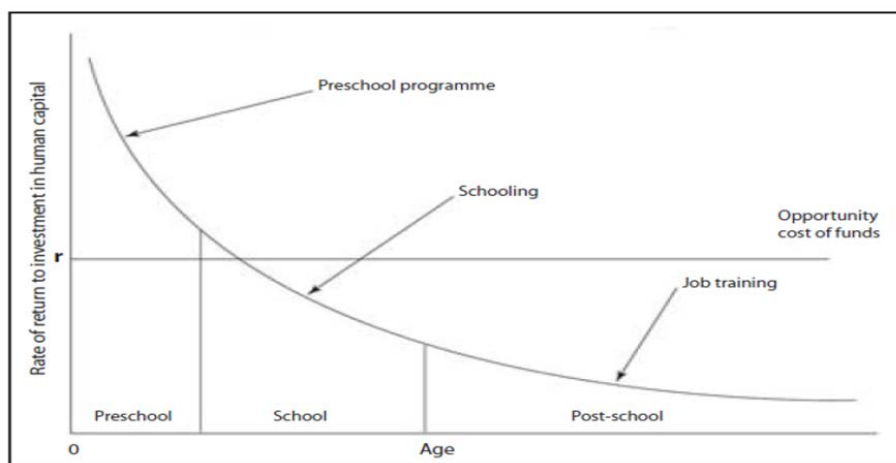 Rate of return to investment in human capital
Preschool programme
Schooling
Opportunity
cost of funds
r
Job training
Preschool
School
Post-school
0
Age